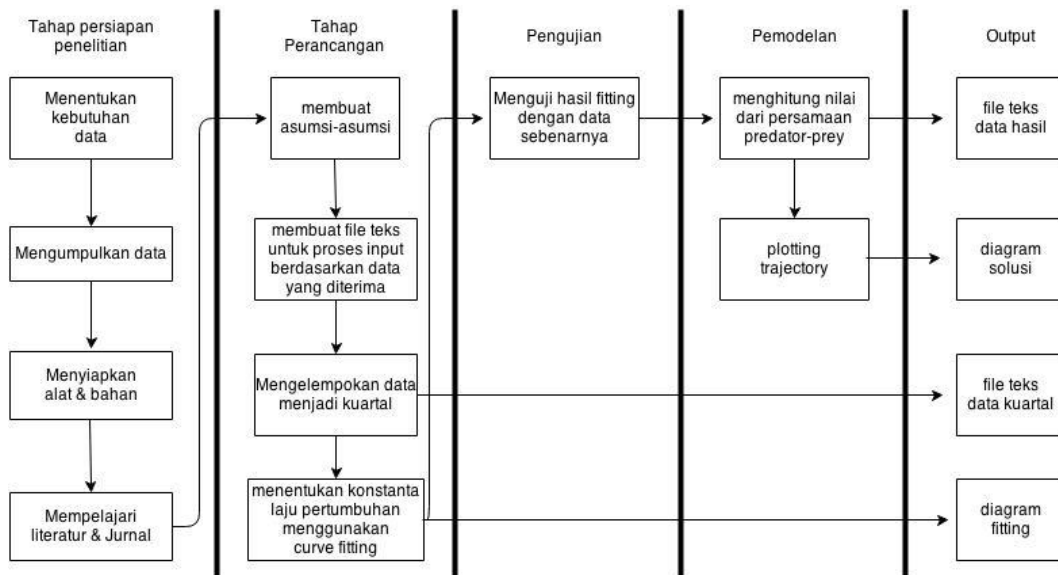 Tahap persiapan
penelitian
Menentukan
kebutuhan
data
Mengumpulkan data
Menyiapkan
alat & bahan
Mempelajari
literatur & Jurnal
Tahap
Perancangan
membuat
asumsi-asumsi
membuat file teks
untuk proses input
berdasarkan data
yang diterima
Mengelempokan data
menjadi kuartal
menentukan konstanta
laju pertumbuhan
menggunakan
curve fitting
Pengujian
Menguji hasil fitting
dengan data
sebenarnya
Pemodelan
menghitung nilai
dari persamaan
predator-prey
plotting
trajectory
Output
file teks
data hasil
diagram
solusi
file teks
data kuartal
diagram
fitting